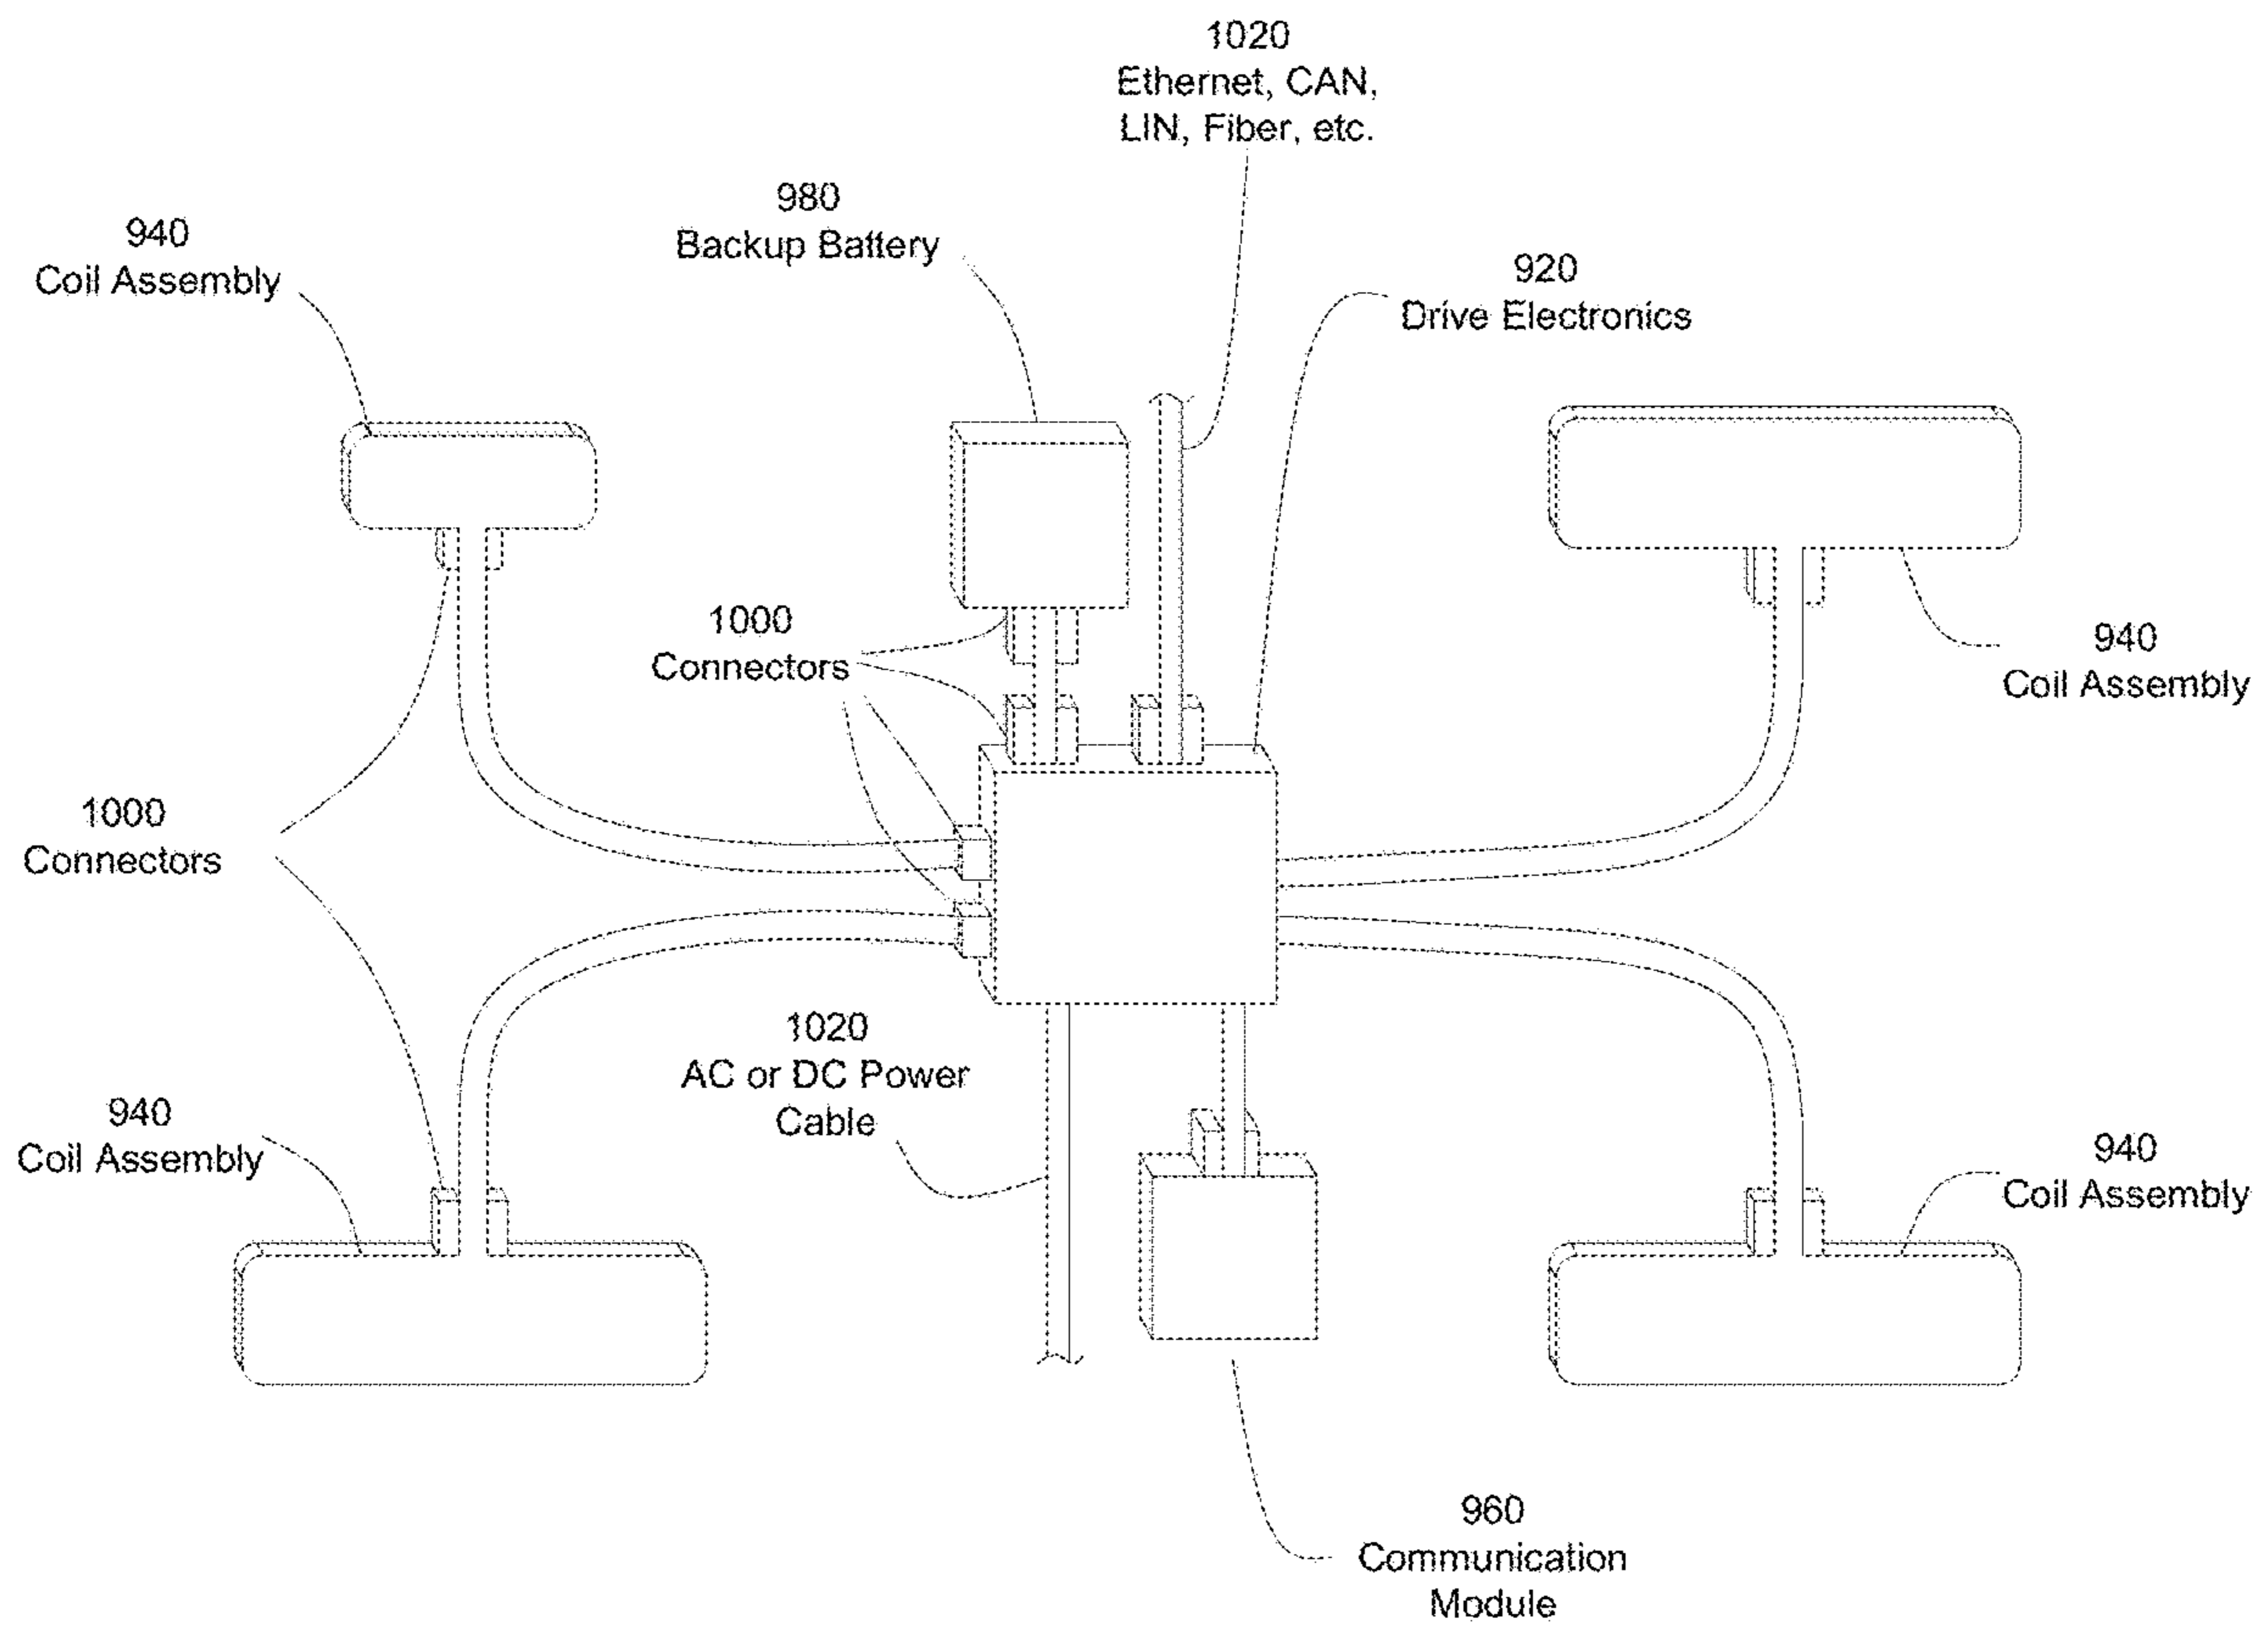 1020
Ethernet, CAN,
LIN, Fiber, etc.
980
Backup Battery
940
Coil Assembly
920
Drive Electronics
1000
Connectors
940
Coil Assembly
1000
Connectors
1020
AC or DC Power
Cable
940
Coil Assembly
940
Coil Assembly
960
Communication
Module